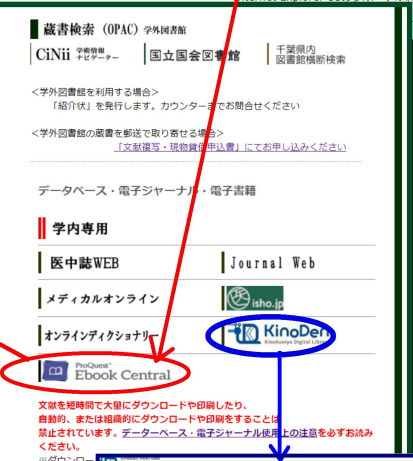 蔵書検索（OPAC）学外図書館
CiNii 学術情報ナビゲーター 国立国会図書館 千葉県内図書館横断検索
＜学外図書館を利用する場合＞
「紹介状」を発行します。カウンターまでお問合せください
＜学外図書館の蔵書を郵送で取り寄せる場合＞
「文献複写・現物貸借申込書」にてお申し込みください
データベース・電子ジャーナル・電子書籍
学内専用
医中誌WEB Journal Web
メディカルオンライン isho.jp
オンラインディクショナリー KinoDen
Kinokuniya Digital Library
ProQuest
Ebook Central
文献を短時間で大量にダウンロードや印刷したり、
自動的、または組織的にダウンロードや印刷をすることは
禁止されています。データーベース・電子ジャーナル使用上の注意を必ずお読み
ください。
※ダウンロー